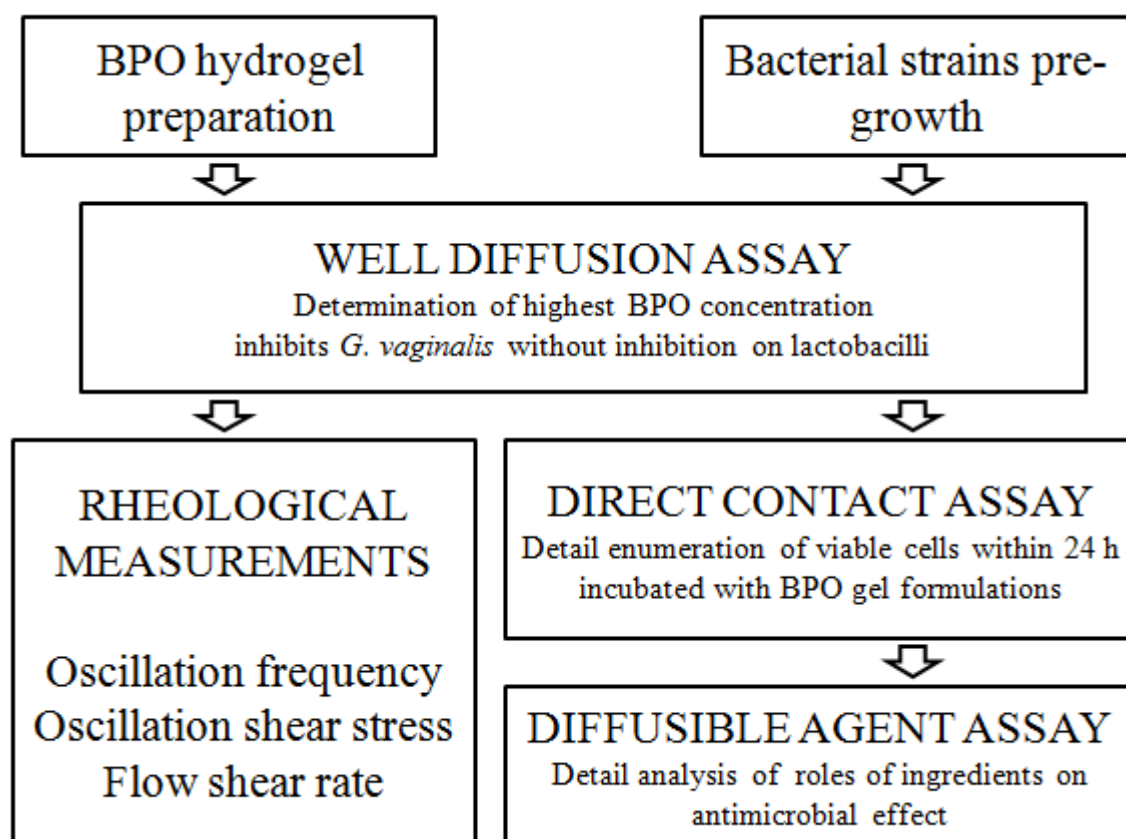 BPO hydrogel
preparation
Bacterial strains pre-
growth
WELL DIFFUSION ASSAY
Determination of highest BPO concentration
inhibits G. vaginalis without inhibition on lactobacilli
RHEOLOGICAL
MEASUREMENTS
Oscillation frequency
Oscillation shear stress
Flow shear rate
DIRECT CONTACT ASSAY
Detail enumeration of viable cells within 24 h
incubated with BPO gel formulations
DIFFUSIBLE AGENT ASSAY
Detail analysis of roles of ingredients on
antimicrobial effect